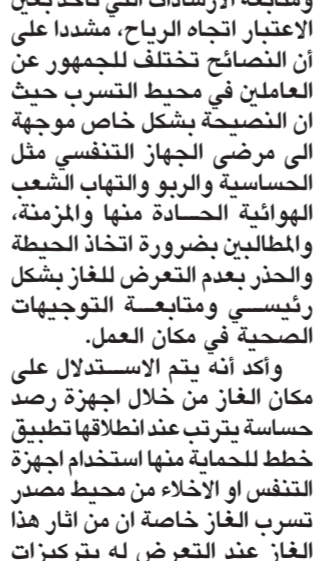 ومتابعة الارشادات التي تأخذ بعين
الاعتبار اتجاه الرياح، مشددا على
أن النصائح تختلف للجمهور عن
العاملين في محيط التسرب حيث
ان النصيحة بشكل خاص موجهة
الى مرضى الجهاز التنفسي مثل
الحساسية والربو والتهاب الشعب
الهوائية الحادة منها والمزمنة،
والمطالبين بضرورة اتخاذ الحيطة
والحذر بعدم التعرض للغاز بشكل
رئيسي ومتابعة التوجيهات
الصحية في مكان العمل.
وأكد أنه يتم الاستدلال على
مكان الغاز من خلال اجهزة رصد
حساسة يترتب عند انطلاقها تطبيق
خطط للحماية منها استخدام اجهزة
التنفس او الاخلاء من محيط مصدر
تسرب الغاز خاصة ان من اثار هذا
الغاز عند التعرض له بتركيزات